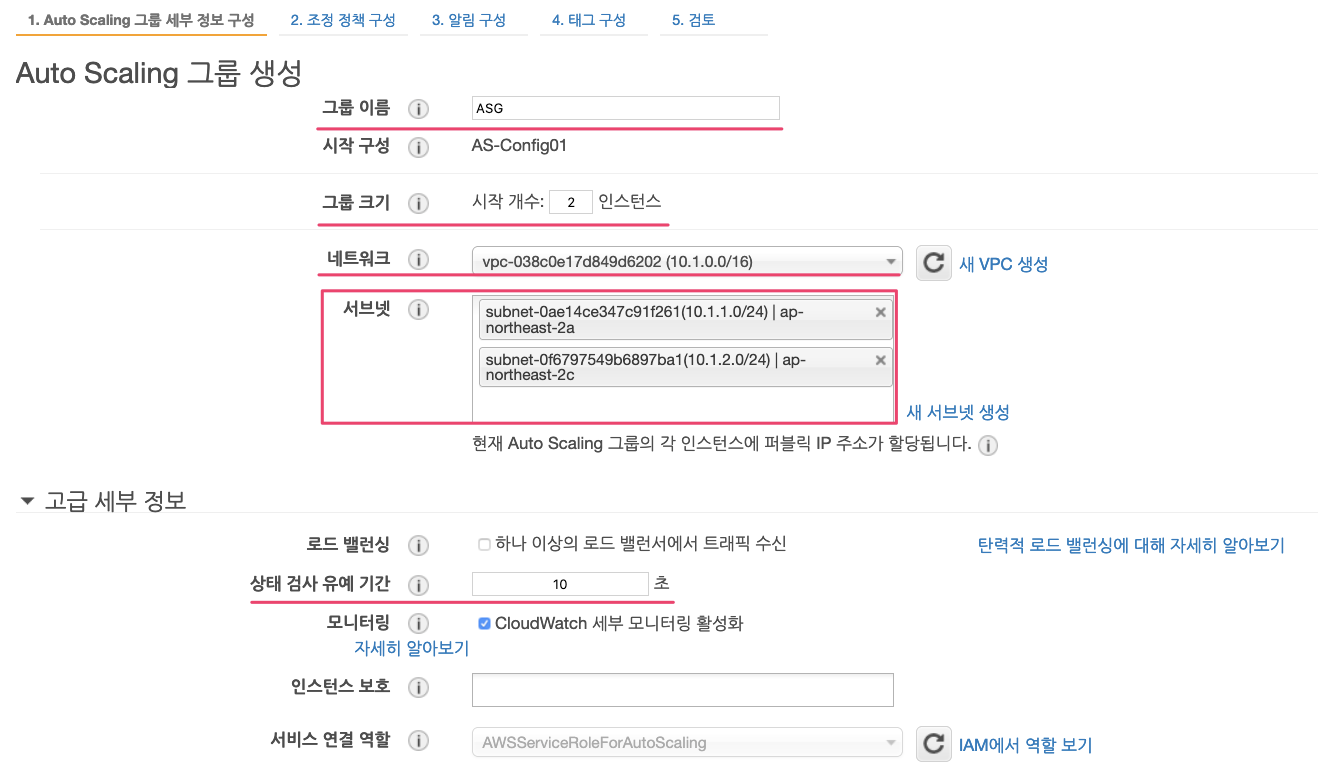 1. Auto Scaling 그룹 세부 정보 구성 2. 조정 정책 구성 3. 알림 구성 4. 태그 구성 5. 검토
Auto Scaling 그룹 생성
그룹 이름 i ASG
시작 구성 i AS-Config01
그룹 크기 i 시작 개수: 2 인스턴스
네트워크 i vpc-038c0e17d849d6202 (10.1.0.0/16) 새 VPC 생성
서브넷 i subnet-0ae14ce347c91f261(10.1.1.0/24) | ap-
northeast-2a
subnet-0f6797549b6897ba1(10.1.2.0/24) | ap-
northeast-2c
새 서브넷 생성
현재 Auto Scaling 그룹의 각 인스턴스에 퍼블릭 IP 주소가 할당됩니다. i
고급 세부 정보
로드 밸런싱 i 하나 이상의 로드 밸런서에서 트래픽 수신 탄력적 로드 밸런싱에 대해 자세히 알아보기
상태 검사 유예 기간 i 10 초
모니터링 i CloudWatch 세부 모니터링 활성화
자세히 알아보기
인스턴스 보호 i
서비스 연결 역할 i AWSServiceRoleForAutoScaling IAM에서 역할 보기